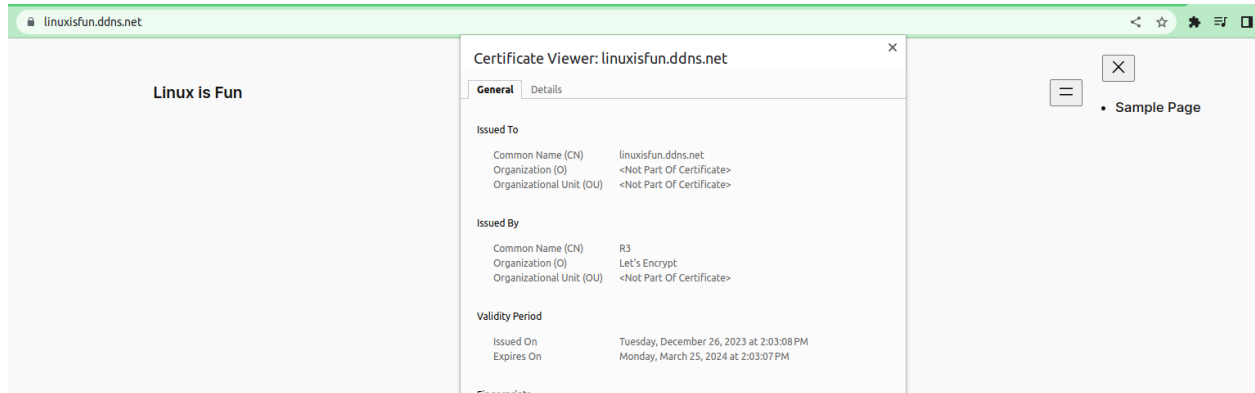 linuxisfun.ddns.net
Certificate Viewer: linuxisfun.ddns.net
General Details
Linux is Fun
Sample Page
Issued To
Common Name (CN) linuxisfun.ddns.net
Organization (O) <Not Part Of Certificate>
Organizational Unit (OU) <Not Part Of Certificate>
Issued By
Common Name (CN) R3
Organization (O) Let's Encrypt
Organizational Unit (OU) <Not Part Of Certificate>
Validity Period
Issued On Tuesday, December 26, 2023 at 2:03:08 PM
Expires On Monday, March 25, 2024 at 2:03:07 PM